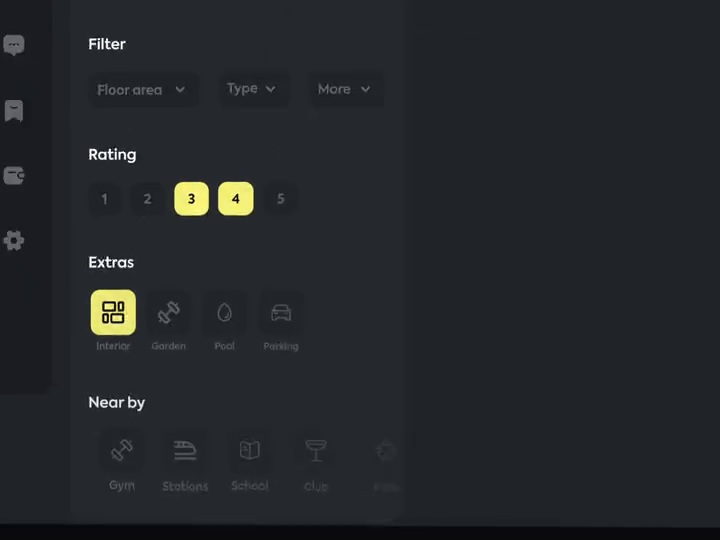 Filter
Floor area Type More
Rating
1 2 3 4 5
Extras
Interior Garden Pool Parking
Near by
Gym Stations School Club